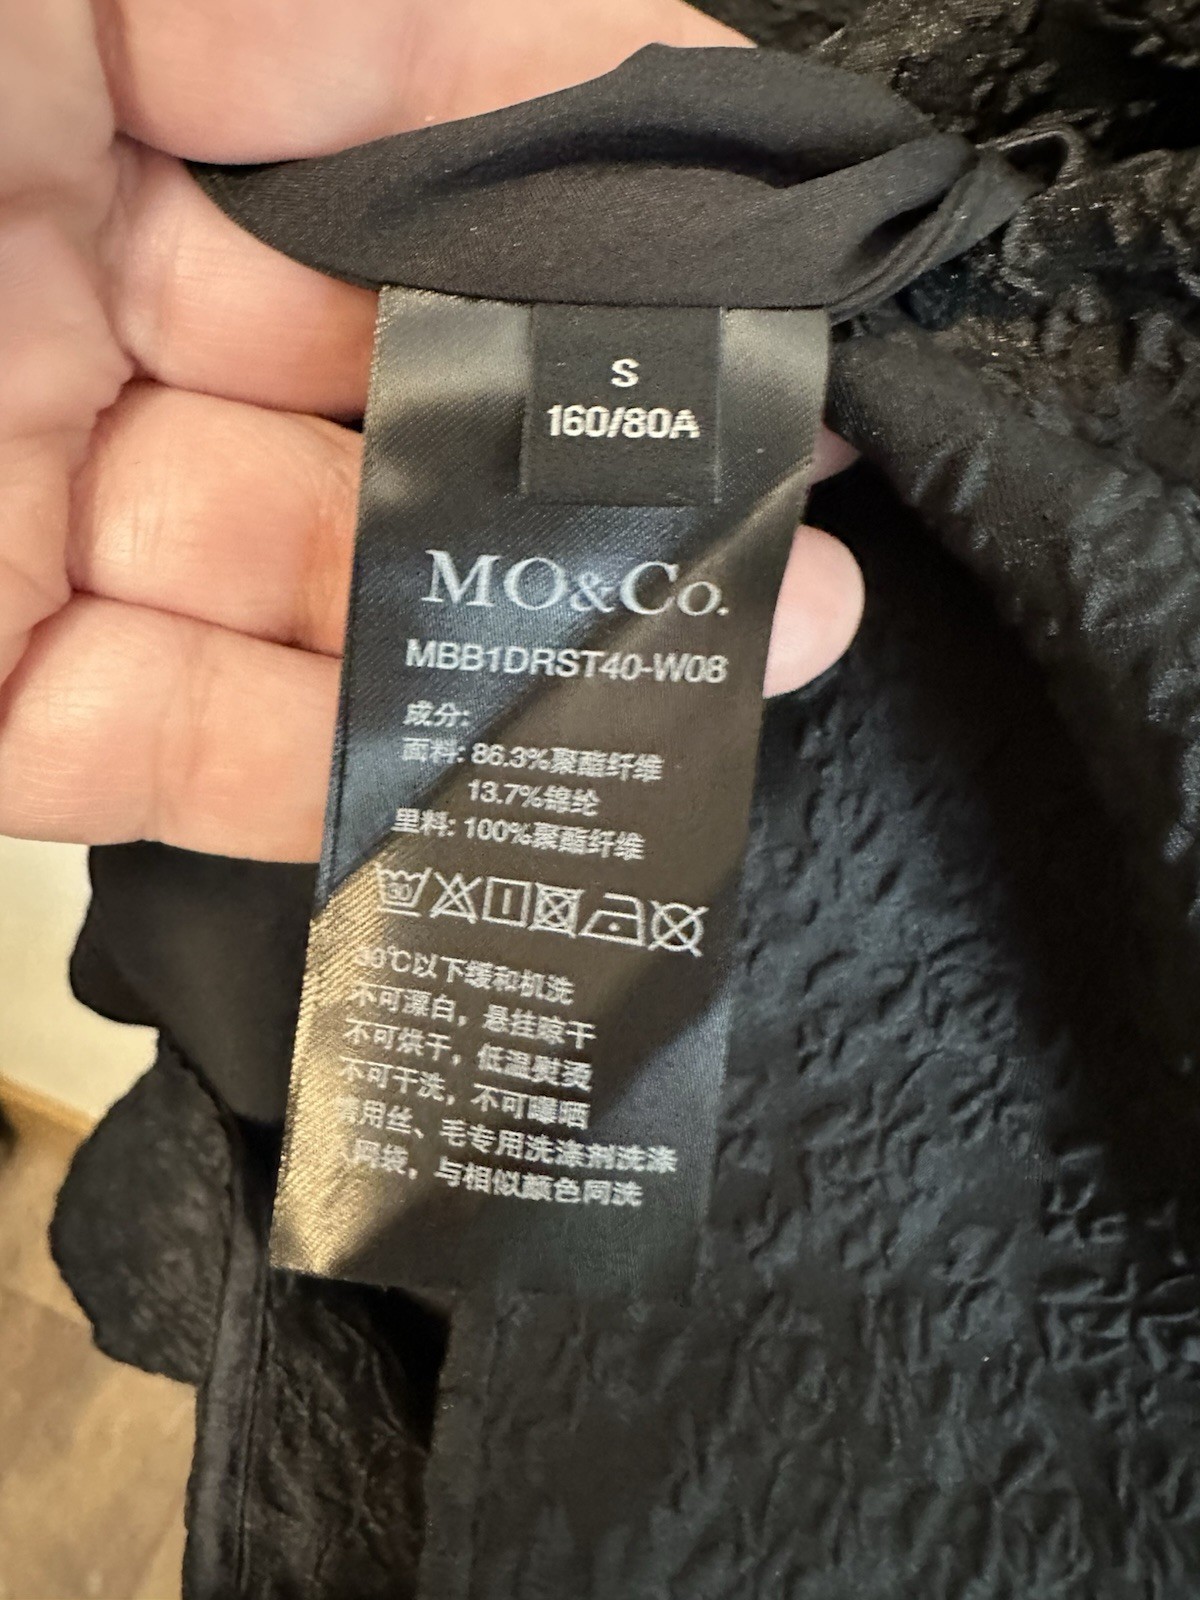 S
160/80A
MO&Co.
MBB1DRST40-W08
成分:
面料: 86.3%聚酯纤维
13.7%锦纶
里料: 100%聚酯纤维
30
30℃以下缓和机洗
不可漂白，悬挂晾干
不可烘干，低温熨烫
不可干洗，不可曝晒
请用丝、毛专用洗涤剂洗涤
网袋，与相似颜色同洗